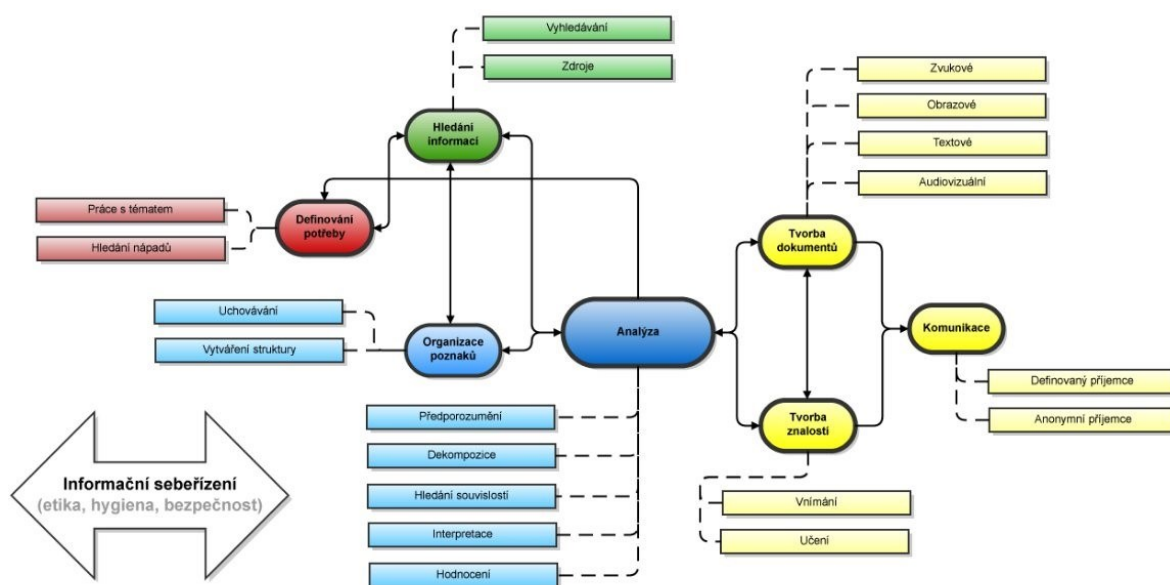 Vyhledávání
Zdroje
Hledání
informací
Práce s tématem
Hledání nápadů
Definování
potřeby
Uchovávání
Vytváření struktury
Organizace
poznaků
Analýza
Předporozumění
Dekompozice
Hledání souvislostí
Interpretace
Hodnocení
Zvukové
Obrazové
Textové
Audiovizuální
Tvorba
dokumentů
Tvorba
znalostí
Vnímání
Učení
Komunikace
Definovaný příjemce
Anonymní příjemce
Informační sebeřízení
(etika, hygiena, bezpečnost)